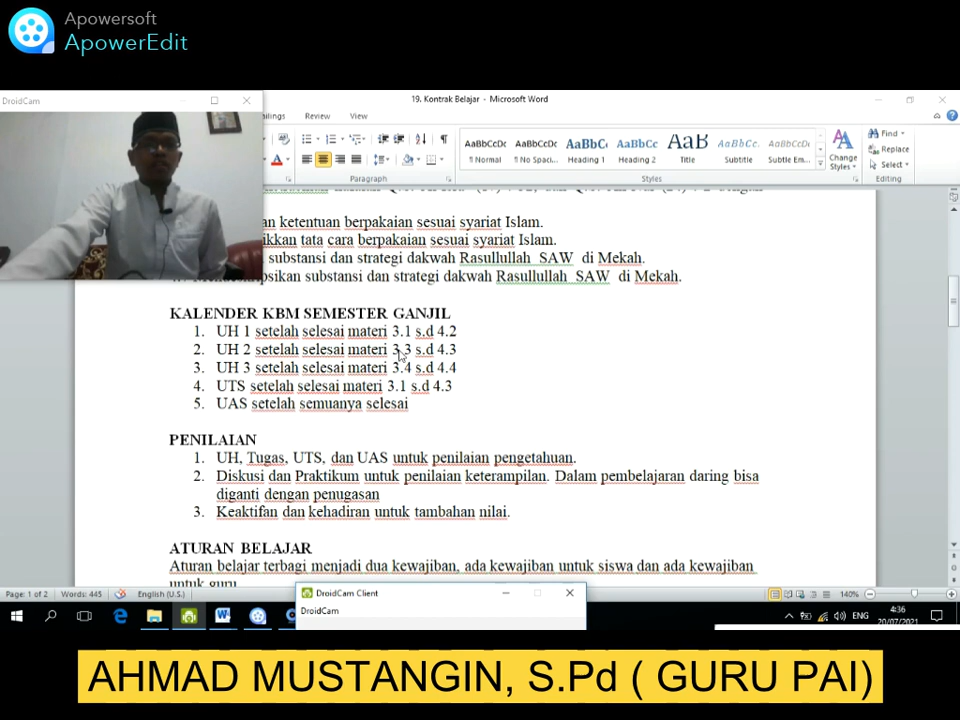 Apowersoft
ApowerEdit
DroidCam
19. Kontrak Belajar - Microsoft Word
Review View
AaBbCcDc AaBbCcDc AaBbC AaBbCc AaB AaBbCc. AaBbCcDc
¶ Normal ¶ No Spaci... Heading 1 Heading 2 Title Subtitle Subtle Em...
Change Styles
Find
Replace
Select
Paragraph Styles Editing
an ketentuan berpakaian sesuai syariat Islam.
ikkan tata cara berpakaian sesuai syariat Islam.
substansi dan strategi dakwah Rasullullah SAW di Mekah.
substansi dan strategi dakwah Rasullullah SAW di Mekah.
KALENDER KBM SEMESTER GANJIL
1. UH 1 setelah selesai materi 3.1 s.d 4.2
2. UH 2 setelah selesai materi 3.3 s.d 4.3
3. UH 3 setelah selesai materi 3.4 s.d 4.4
4. UTS setelah selesai materi 3.1 s.d 4.3
5. UAS setelah semuanya selesai
PENILAIAN
1. UH, Tugas, UTS, dan UAS untuk penilaian pengetahuan.
2. Diskusi dan Praktikum untuk penilaian keterampilan. Dalam pembelajaran daring bisa
diganti dengan penugasan
3. Keaktifan dan kehadiran untuk tambahan nilai.
ATURAN BELAJAR
Aturan belajar terbagi menjadi dua kewajiban, ada kewajiban untuk siswa dan ada kewajiban
untuk guru
Page: 1 of 2 Words: 445 English (U.S.) 140%
DroidCam Client
DroidCam
ENG
4:36
20/07/2021
AHMAD MUSTANGIN, S.Pd ( GURU PAI)